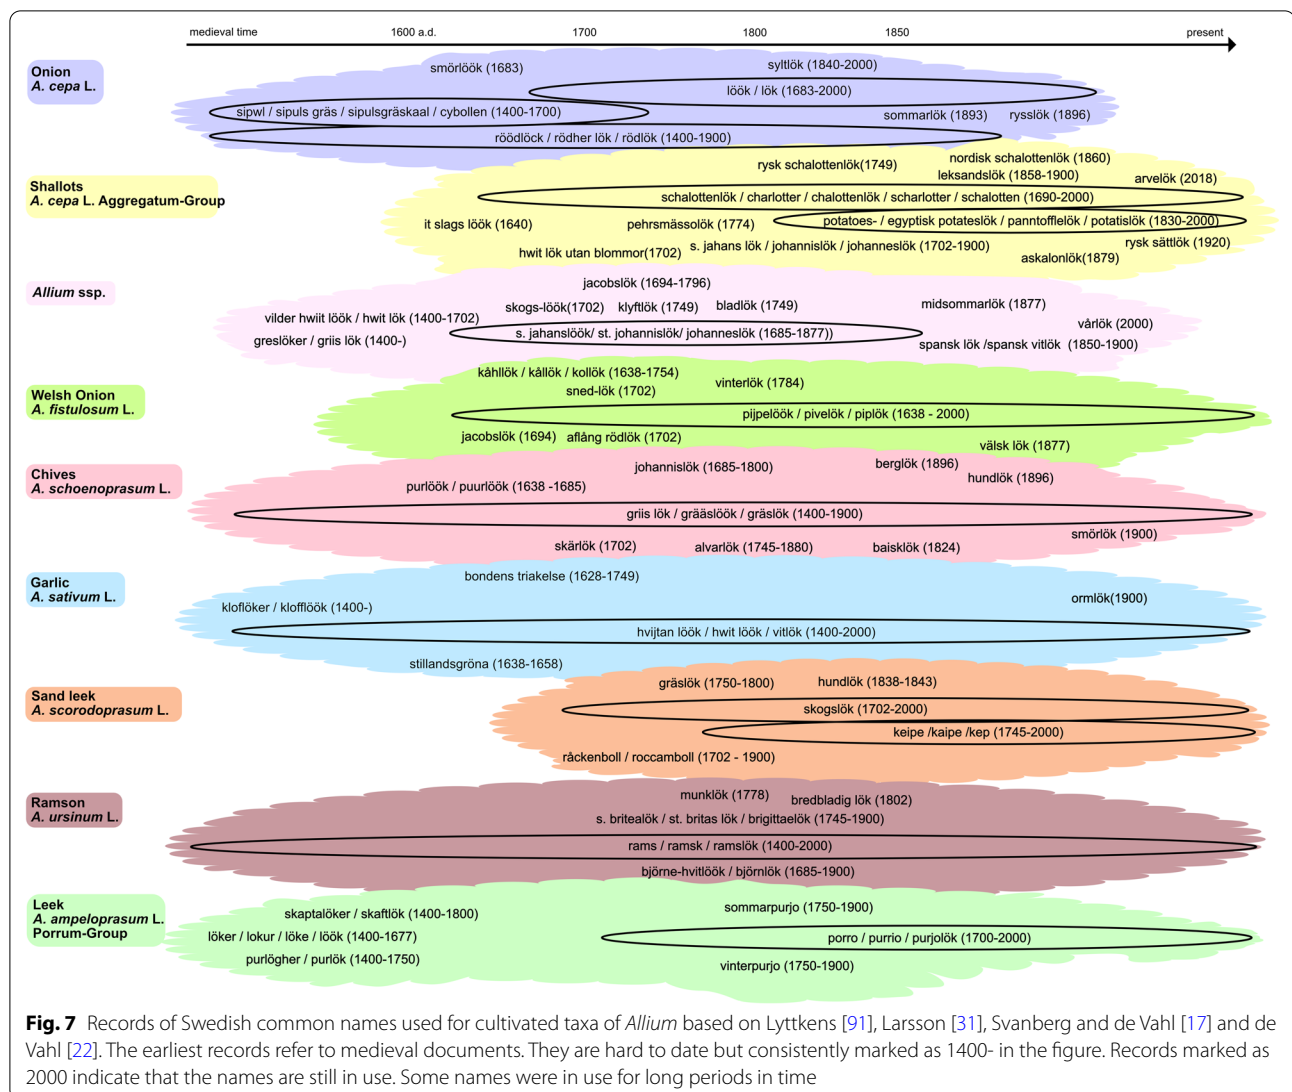 medieval time 1600 a.d. 1700 1800 1850 present
Onion
A. cepa L.
smörlöök (1683)
syltlök (1840-2000)
löök / lök (1683-2000)
sipwl / sipuls gräs / sipulsgräskaal / cybollen (1400-1700)
sommarlök (1893)
rysslök (1896)
röödlöck / rödher lök / rödlök (1400-1900)
Shallots
A. cepa L. Aggregatum-Group
rysk schalottenlök(1749)
nordisk schalottenlök (1860)
leksandslök (1858-1900)
arvelök (2018)
schalottenlök / charlotter / chalottenlök / scharlotter / schalotten (1690-2000)
it slags löök (1640)
pehrsmässolök (1774)
potatoes- / egyptisk potateslök / panntofflelök / potatislök (1830-2000)
hwit lök utan blommor(1702)
s. jahans lök / johannislök / johanneslök (1702-1900)
rysk sättlök (1920)
askalonlök(1879)
Allium ssp.
jacobslök (1694-1796)
skogs-löök(1702)
klyftlök (1749)
bladlök (1749)
midsommarlök (1877)
vilder hwiit löök / hwit lök (1400-1702)
vårlök (2000)
greslöker / griis lök (1400-)
s. jahanslöök/ st. johannislök/ johanneslök (1685-1877))
spansk lök /spansk vitlök (1850-1900)
Welsh Onion
A. fistulosum L.
kåhllök / kållök / kollök (1638-1754)
sned-lök (1702)
vinterlök (1784)
pijpelöök / pivelök / piplök (1638 - 2000)
jacobslök (1694)
aflång rödlök (1702)
välsk lök (1877)
Chives
A. schoenoprasum L.
johannislök (1685-1800)
berglök (1896)
hundlök (1896)
purlöök / puurlöök (1638 -1685)
griis lök / grääslöök / gräslök (1400-1900)
smörlök (1900)
skärlök (1702)
alvarlök (1745-1880)
baisklök (1824)
Garlic
A. sativum L.
bondens triakelse (1628-1749)
ormlök(1900)
kloflöker / klofflöök (1400-)
hvijtan löök / hwit löök / vitlök (1400-2000)
stillandsgröna (1638-1658)
Sand leek
A. scorodoprasum L.
gräslök (1750-1800)
hundlök (1838-1843)
skogslök (1702-2000)
keipe /kaipe /kep (1745-2000)
råckenboll / roccamboll (1702 - 1900)
Ramson
A. ursinum L.
munklök (1778)
bredbladig lök (1802)
s. britealök / st. britas lök / brigittaelök (1745-1900)
rams / ramsk / ramslök (1400-2000)
björne-hvitlöök / björnlök (1685-1900)
Leek
A. ampeloprasum L.
Porrum-Group
skaptalöker / skaftlök (1400-1800)
sommarpurjo (1750-1900)
löker / lokur / löke / löök (1400-1677)
porro / purrio / purjolök (1700-2000)
purlögher / purlök (1400-1750)
vinterpurjo (1750-1900)
Fig. 7 Records of Swedish common names used for cultivated taxa of Allium based on Lyttkens [91], Larsson [31], Svanberg and de Vahl [17] and de
Vahl [22]. The earliest records refer to medieval documents. They are hard to date but consistently marked as 1400- in the figure. Records marked as
2000 indicate that the names are still in use. Some names were in use for long periods in time